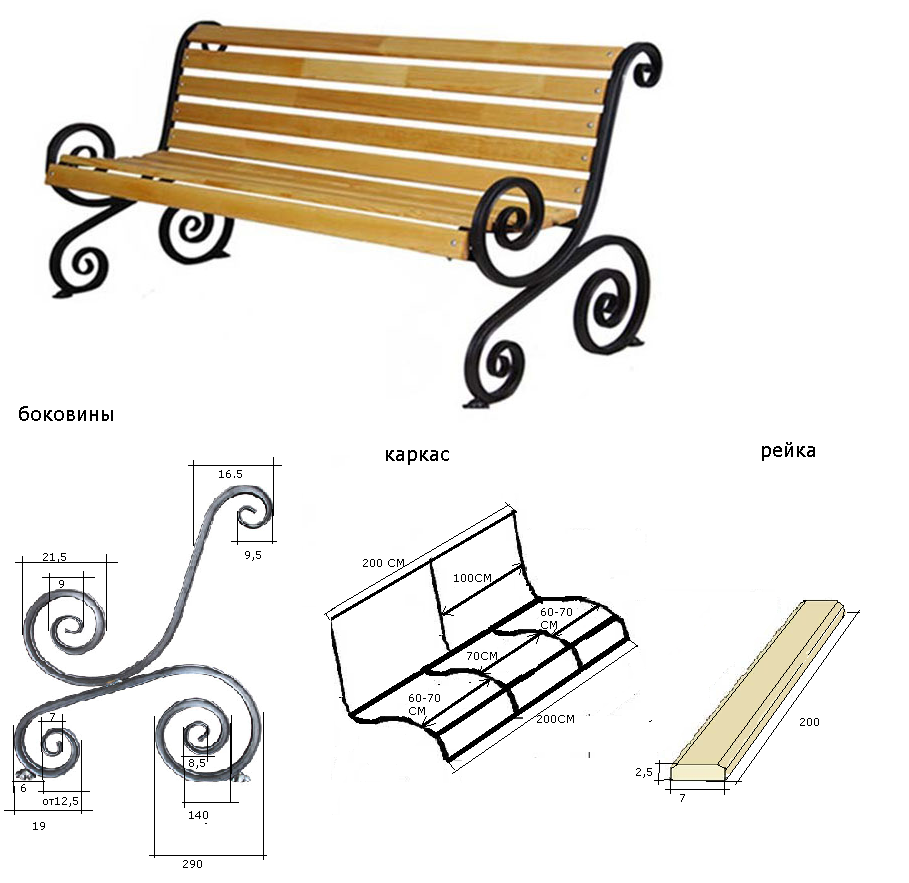 боковины
каркас
рейка
16.5
9,5
21,5
9
7
6
от12,5
19
8,5
140
290
200 СМ
100СМ
60-70
СМ
70СМ
60-70
СМ
200СМ
2,5
7
200